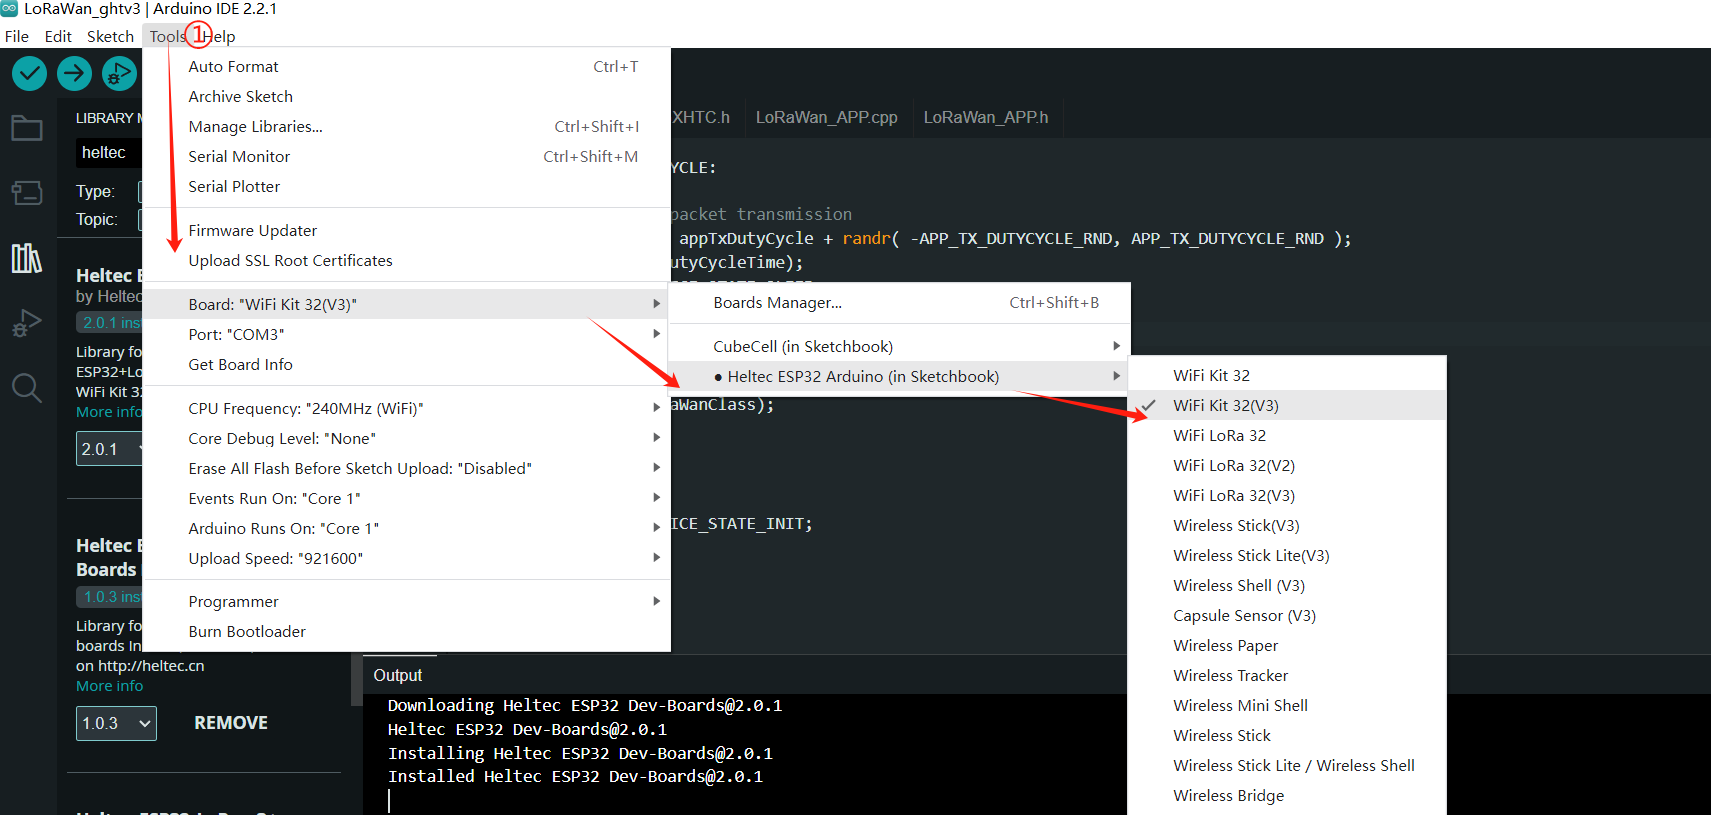 LoRaWan_ghtv3 | Arduino IDE 2.2.1
File Edit Sketch Tools ① Help
Auto Format Ctrl+T
Archive Sketch
Manage Libraries... Ctrl+Shift+I
Serial Monitor Ctrl+Shift+M
Serial Plotter
Firmware Updater
Upload SSL Root Certificates
Board: "WiFi Kit 32(V3)"
Port: "COM3"
Get Board Info
CPU Frequency: "240MHz (WiFi)"
Core Debug Level: "None"
Erase All Flash Before Sketch Upload: "Disabled"
Events Run On: "Core 1"
Arduino Runs On: "Core 1"
Upload Speed: "921600"
Programmer
Burn Bootloader
LIBRARY
heltec
Type:
Topic:
Heltec
by Heltec
2.0.1
Library
ESP32+Lo
WiFi Kit 32
More info
2.0.1
Heltec
Boards
1.0.3
Library
boards
on http://heltec.cn
More info
1.0.3 REMOVE
XHTC.h LoRaWan_APP.cpp LoRaWan_APP.h
YCLE:
packet transmission
appTxDutyCycle + randr( -APP_TX_DUTYCYCLE_RND, APP_TX_DUTYCYCLE_RND );
utyCycleTime);
aWanClass);
ICE_STATE_INIT;
Boards Manager... Ctrl+Shift+B
CubeCell (in Sketchbook)
● Heltec ESP32 Arduino (in Sketchbook)
WiFi Kit 32
WiFi Kit 32(V3)
WiFi LoRa 32
WiFi LoRa 32(V2)
WiFi LoRa 32(V3)
Wireless Stick(V3)
Wireless Stick Lite(V3)
Wireless Shell (V3)
Capsule Sensor (V3)
Wireless Paper
Wireless Tracker
Wireless Mini Shell
Wireless Stick
Wireless Stick Lite / Wireless Shell
Wireless Bridge
Output
Downloading Heltec ESP32 Dev-Boards@2.0.1
Heltec ESP32 Dev-Boards@2.0.1
Installing Heltec ESP32 Dev-Boards@2.0.1
Installed Heltec ESP32 Dev-Boards@2.0.1